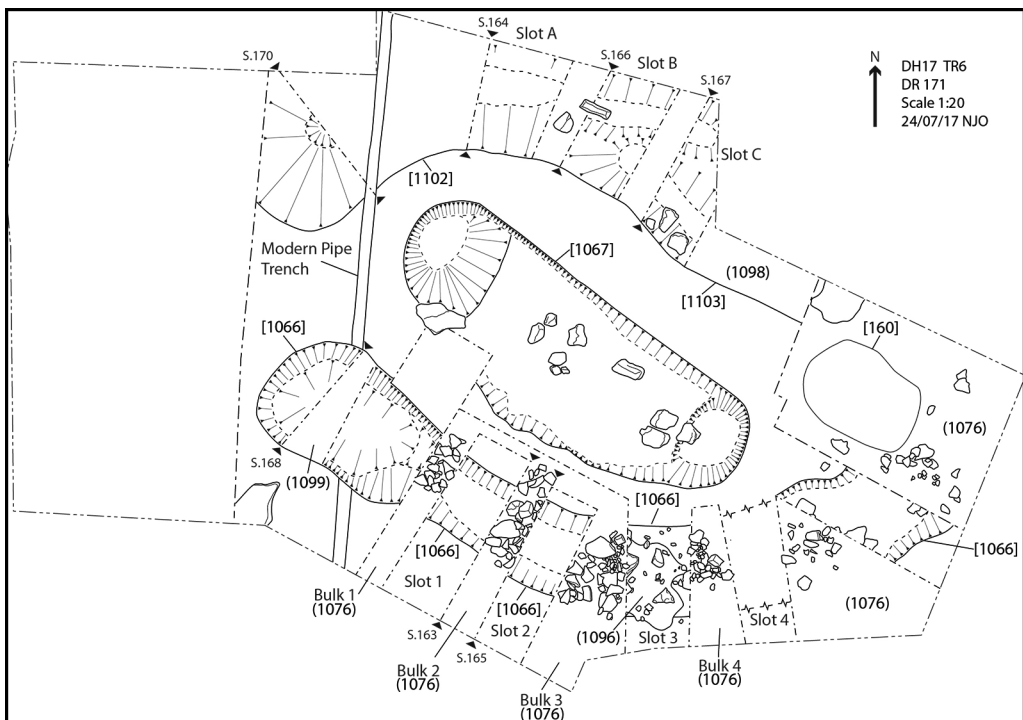 S.164
Slot A
S.170
S.166
Slot B
S.167
N
DH17 TR6
DR 171
Scale 1:20
24/07/17 NJO
Slot C
[1102]
Modern Pipe
Trench
[1067]
(1098)
[1103]
[1066]
[160]
(1076)
S.168
(1099)
[1066]
[1066]
[1066]
Bulk 1
(1076)
Slot 1
[1066]
(1076)
S.163
Slot 2
(1096)
Slot 3
Slot 4
S.165
Bulk 2
(1076)
Bulk 4
(1076)
Bulk 3
(1076)